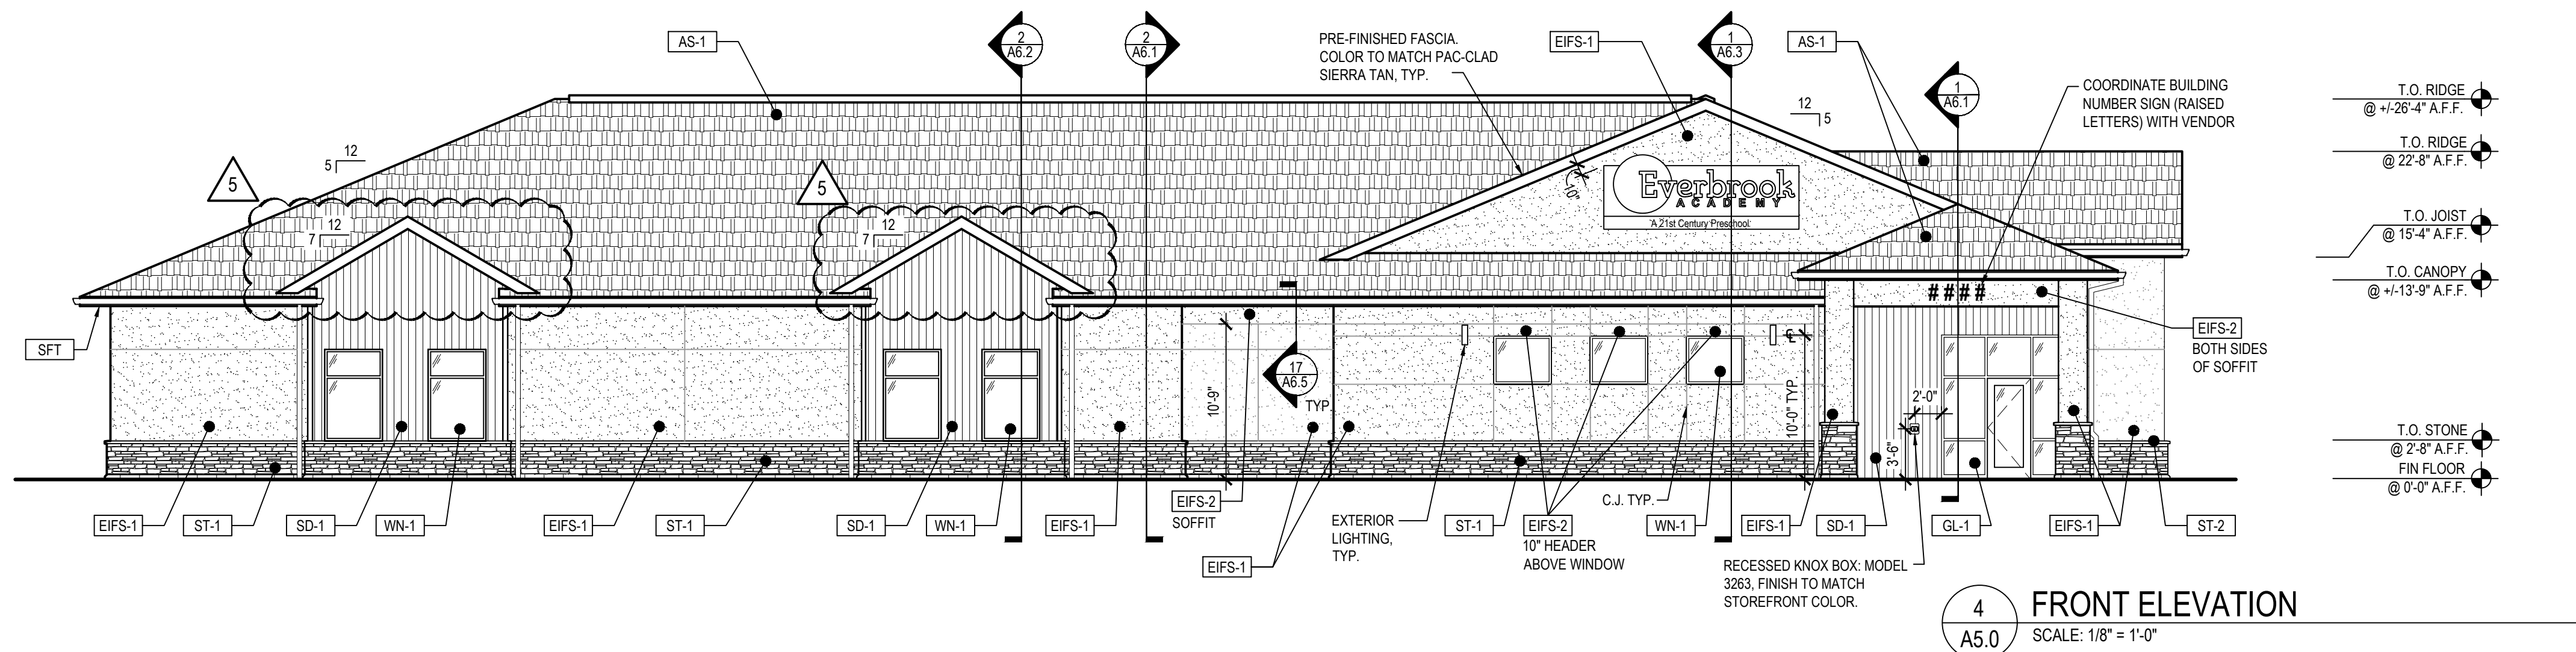 AS-1
2
A6.2
2
A6.1
PRE-FINISHED FASCIA.
COLOR TO MATCH PAC-CLAD
SIERRA TAN, TYP.
EIFS-1
1
A6.3
AS-1
1
A6.1
COORDINATE BUILDING
NUMBER SIGN (RAISED
LETTERS) WITH VENDOR
T.O. RIDGE
@ +/-26'-4" A.F.F.
T.O. RIDGE
@ 22'-8" A.F.F.
T.O. JOIST
@ 15'-4" A.F.F.
T.O. CANOPY
@ +/-13'-9" A.F.F.
T.O. STONE
@ 2'-8" A.F.F.
FIN FLOOR
@ 0'-0" A.F.F.
12
5
12
5
5
5
12
7
12
7
10"
Everbrook
ACADEMY
A 21st Century Preschool
####
EIFS-2
BOTH SIDES
OF SOFFIT
SFT
10'-9"
17
A6.5
TYP.
℄
10'-0" TYP
2'-0"
3'-6"
EIFS-1
ST-1
SD-1
WN-1
EIFS-1
ST-1
SD-1
WN-1
EIFS-1
EIFS-2
SOFFIT
EIFS-1
EXTERIOR
LIGHTING,
TYP.
ST-1
EIFS-2
10" HEADER
ABOVE WINDOW
C.J. TYP.
WN-1
EIFS-1
SD-1
GL-1
EIFS-1
ST-2
RECESSED KNOX BOX: MODEL
3263, FINISH TO MATCH
STOREFRONT COLOR.
4
A5.0
FRONT ELEVATION
SCALE: 1/8" = 1'-0"